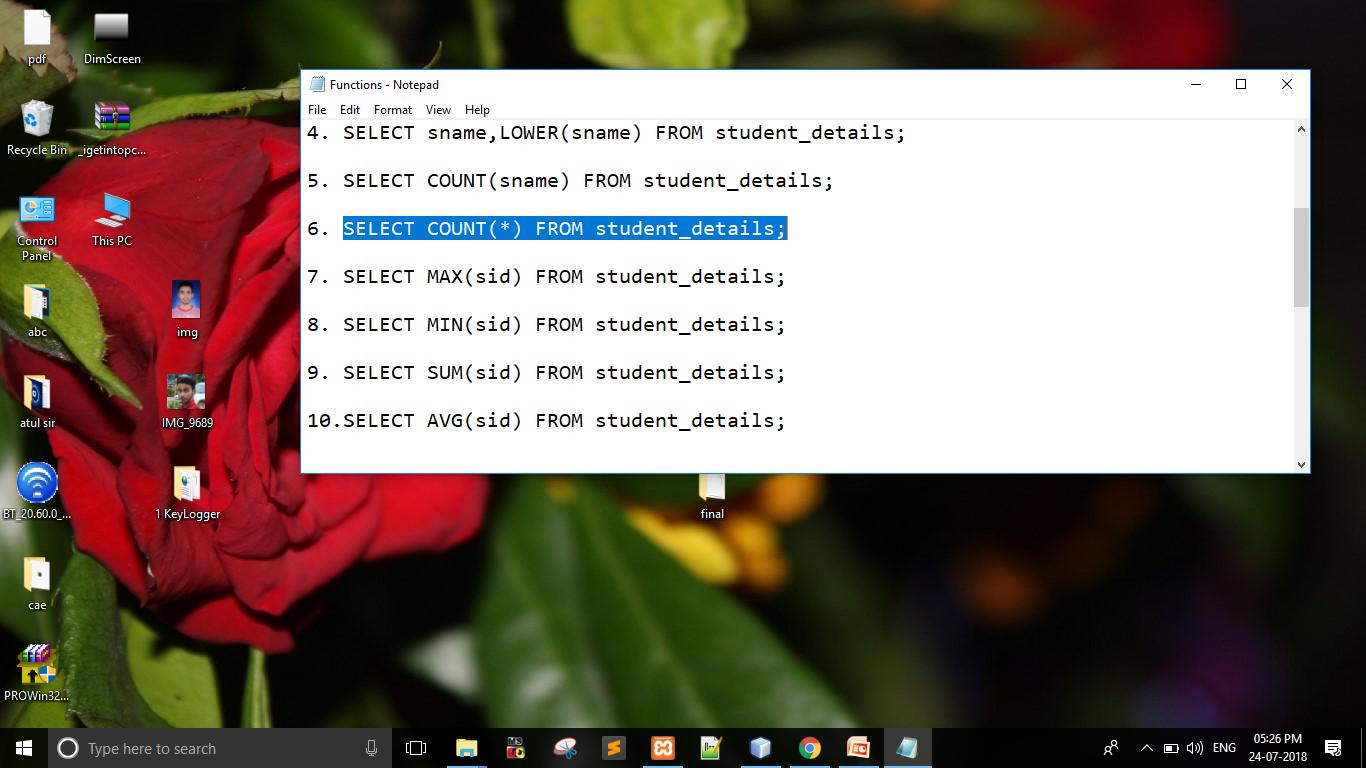 pdf
DimScreen
Recycle Bin
_igetintopc...
Control
Panel
This PC
abc
img
atul sir
IMG_9689
BT_20.60.0_...
1 KeyLogger
final
cae
PROWin32...
Functions - Notepad
File Edit Format View Help
4. SELECT sname,LOWER(sname) FROM student_details;
5. SELECT COUNT(sname) FROM student_details;
6. SELECT COUNT(*) FROM student_details;
7. SELECT MAX(sid) FROM student_details;
8. SELECT MIN(sid) FROM student_details;
9. SELECT SUM(sid) FROM student_details;
10.SELECT AVG(sid) FROM student_details;
Type here to search
ENG
05:26 PM
24-07-2018